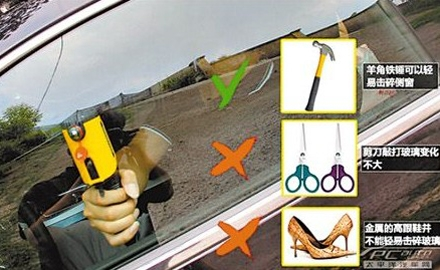 羊角铁锤可以轻
易击碎侧窗
剪刀敲打玻璃变化
不大
金属的高跟鞋并
不能轻易击碎玻璃
PCauto
太平洋汽车网